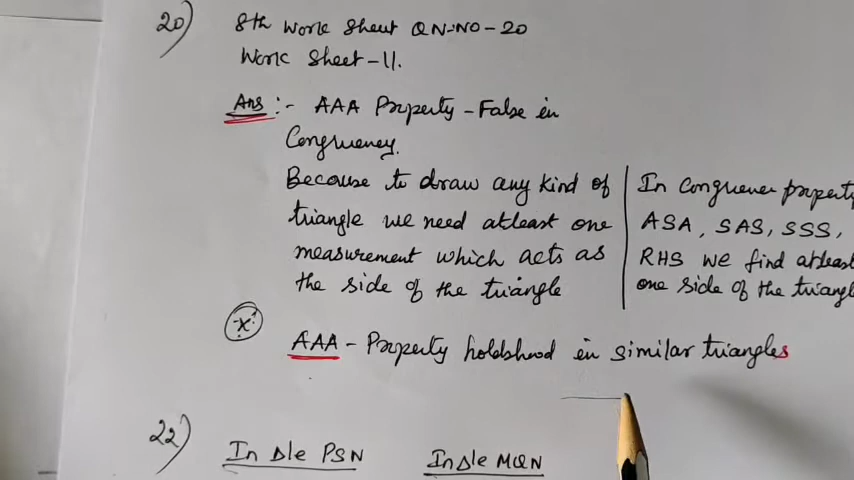 20) 8th Work Sheet QN.NO-20
Work Sheet-11.
Ans :- AAA Property - False in
Congruency.
Because to draw any kind of
triangle we need atleast one
measurement which acts as
the side of the triangle
In congruence property
ASA, SAS, SSS,
RHS we find atleast
one side of the triangle
AAA - Property holds good in similar triangles
22) In Δle PSN In Δle MQN